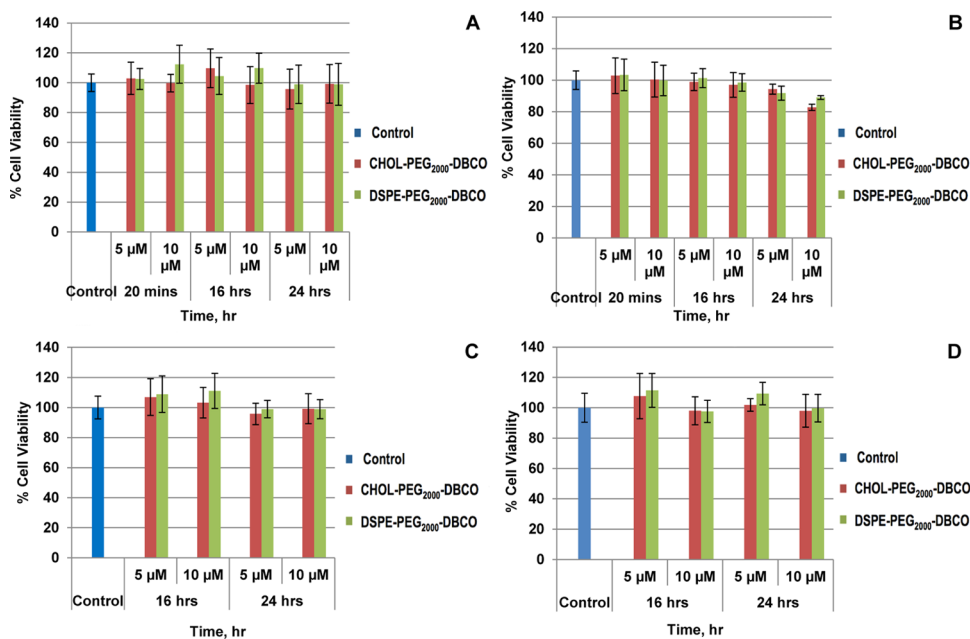 A
% Cell Viability
140
120
100
80
60
40
20
0
5 µM
10 µM
5 µM
10 µM
5 µM
10 µM
Control
20 mins
16 hrs
24 hrs
Time, hr
Control
CHOL-PEG2000-DBCO
DSPE-PEG2000-DBCO
B
% Cell Viability
140
120
100
80
60
40
20
0
5 µM
10 µM
5 µM
10 µM
5 µM
10 µM
Control
20 mins
16 hrs
24 hrs
Time, hr
Control
CHOL-PEG2000-DBCO
DSPE-PEG2000-DBCO
C
% Cell Viability
140
120
100
80
60
40
20
0
5 µM
10 µM
5 µM
10 µM
Control
16 hrs
24 hrs
Time, hr
Control
CHOL-PEG2000-DBCO
DSPE-PEG2000-DBCO
D
% Cell Viability
140
120
100
80
60
40
20
0
5 µM
10 µM
5 µM
10 µM
Control
16 hrs
24 hrs
Time, hr
Control
CHOL-PEG2000-DBCO
DSPE-PEG2000-DBCO